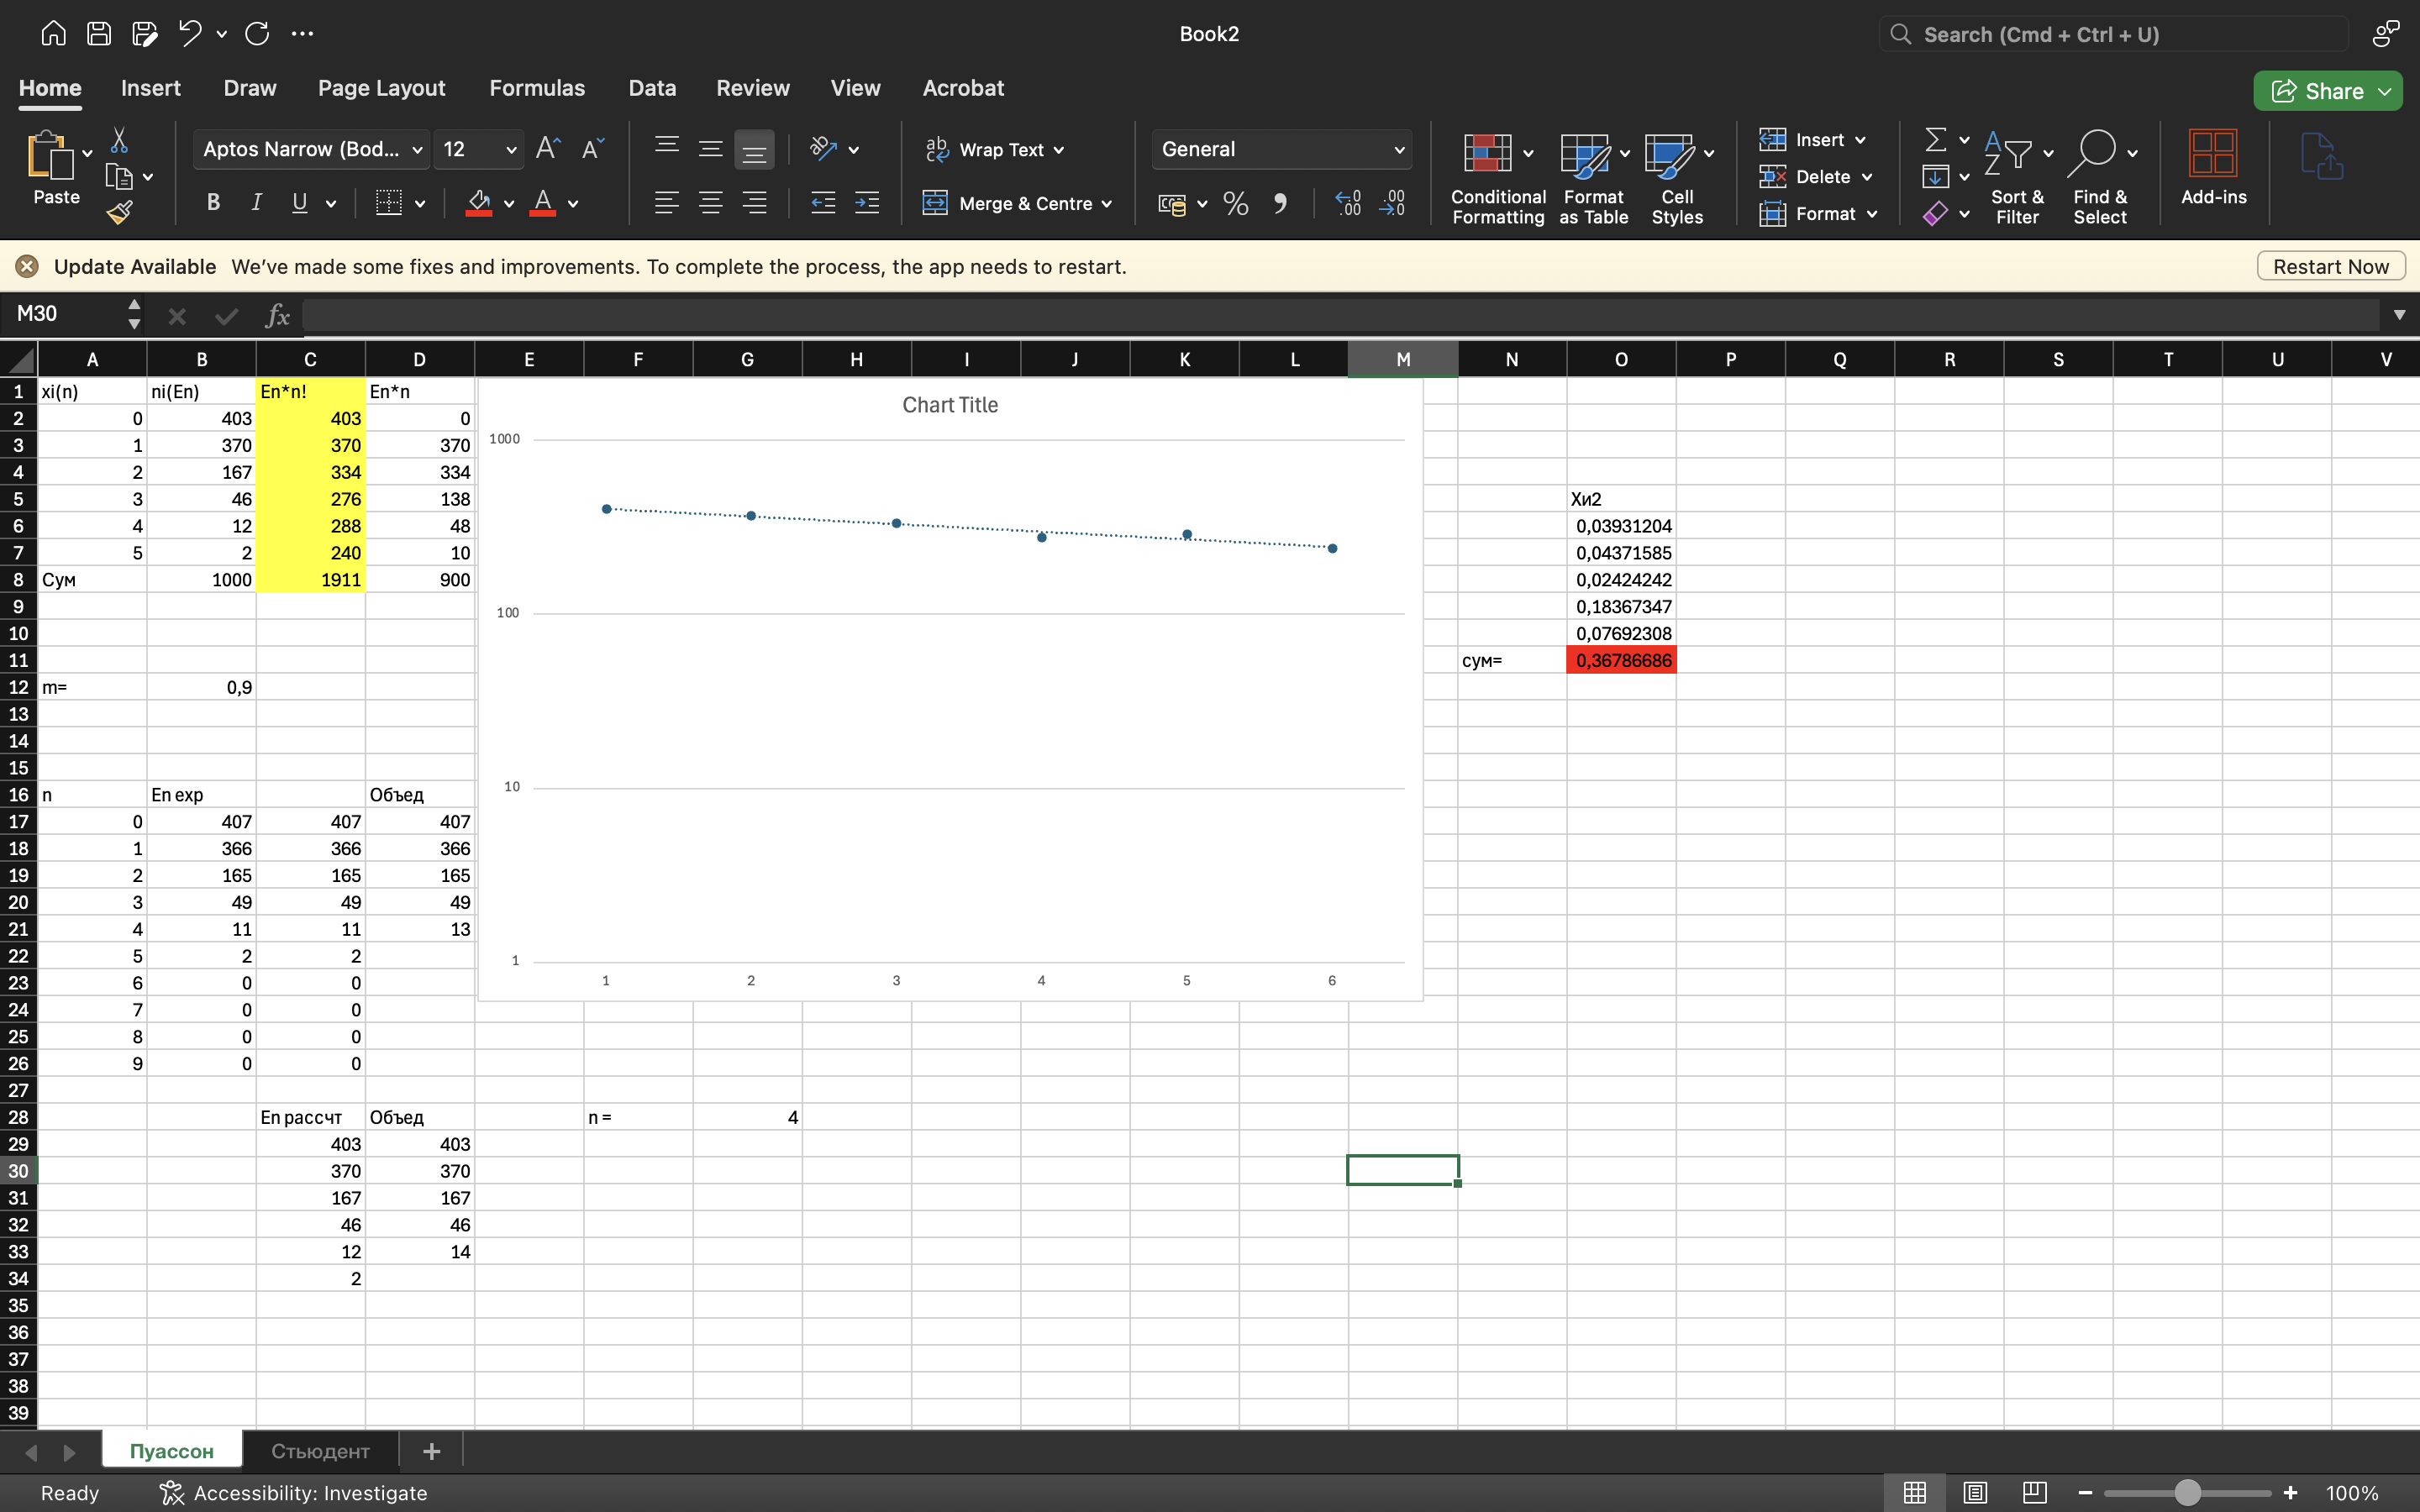 Book2
Search (Cmd + Ctrl + U)
Home Insert Draw Page Layout Formulas Data Review View Acrobat
Share
Paste
Aptos Narrow (Bod... 12
B I U
Wrap Text
Merge & Centre
General
Conditional Formatting
Format as Table
Cell Styles
Insert
Delete
Format
Sort & Filter
Find & Select
Add-ins
Update Available We've made some fixes and improvements. To complete the process, the app needs to restart. Restart Now
M30 fx
A B C D E F G H I J K L M N O P Q R S T U V
1 xi(n) ni(En) En*n! En*n
2 0 403 403 0
3 1 370 370 370
4 2 167 334 334
5 3 46 276 138 Хи2
6 4 12 288 48 0,03931204
7 5 2 240 10 0,04371585
8 Сум 1000 1911 900 0,02424242
9 0,18367347
10 0,07692308
11 сум= 0,36786686
12 m= 0,9
13
14
15
16 n En exp Объед
17 0 407 407 407
18 1 366 366 366
19 2 165 165 165
20 3 49 49 49
21 4 11 11 13
22 5 2 2
23 6 0 0
24 7 0 0
25 8 0 0
26 9 0 0
27
28 En рассчт Объед n = 4
29 403 403
30 370 370
31 167 167
32 46 46
33 12 14
34 2
35
36
37
38
39
Chart Title
1000
100
10
1
1 2 3 4 5 6
Пуассон Стьюдент
Ready Accessibility: Investigate 100%